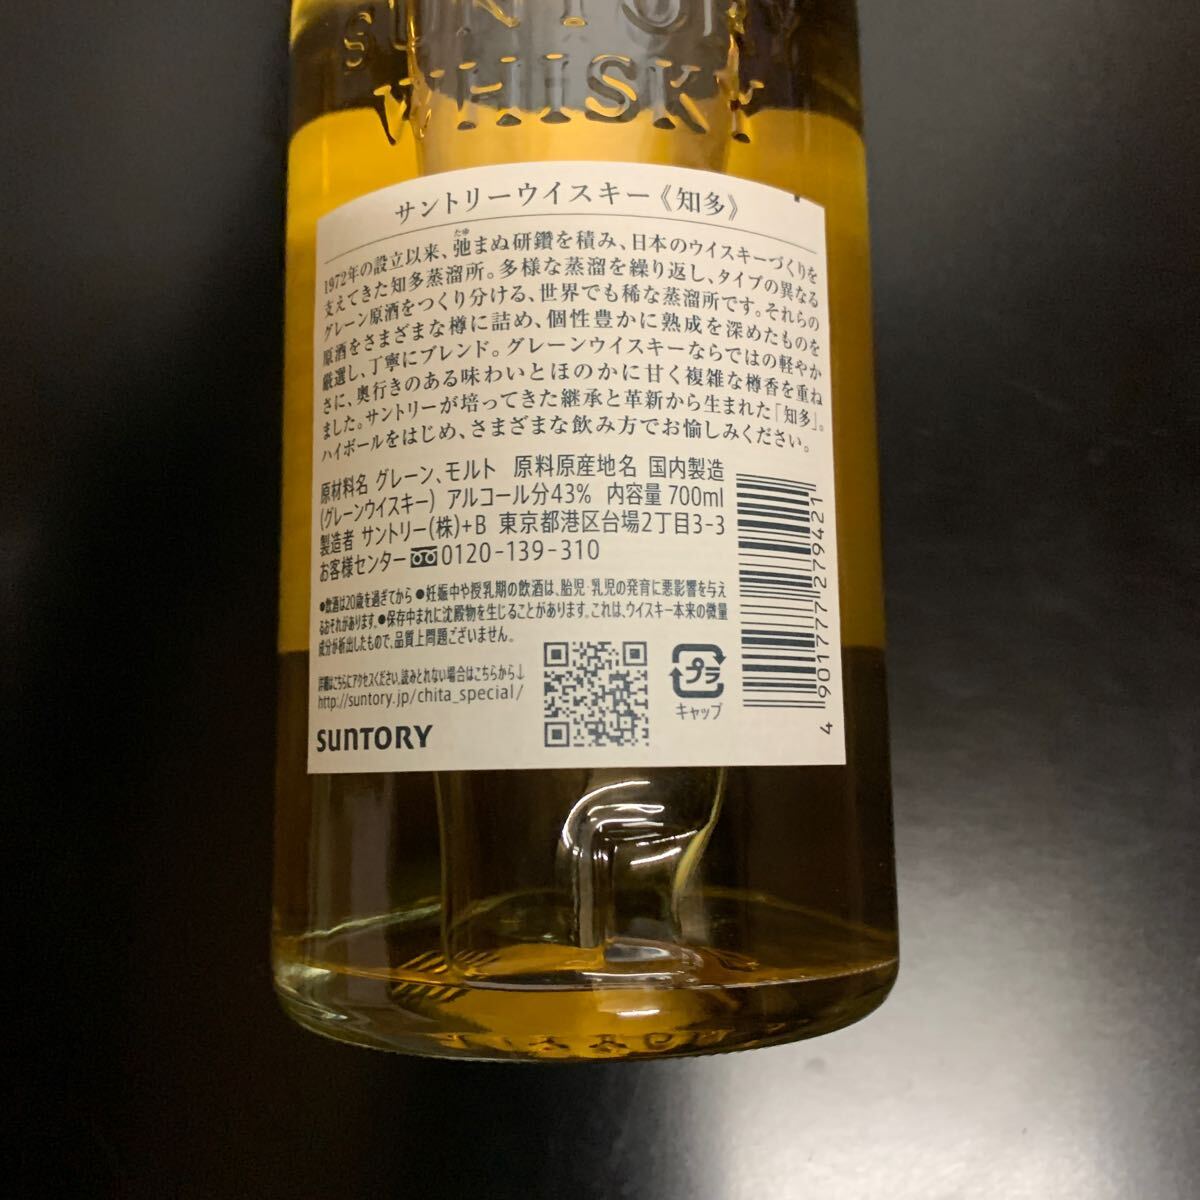 SUNTORY
WHISKY
サントリーウイスキー《知多》
たゆ
1972年の設立以来、弛まぬ研鑽を積み、日本のウイスキーづくりを
支えてきた知多蒸溜所。多様な蒸溜を繰り返し、タイプの異なる
グレーン原酒をつくり分ける、世界でも稀な蒸溜所です。それらの
原酒をさまざまな樽に詰め、個性豊かに熟成を深めたものを
厳選し、丁寧にブレンド。グレーンウイスキーならではの軽やか
さに、奥行きのある味わいとほのかに甘く複雑な樽香を重ね
ました。サントリーが培ってきた継承と革新から生まれた「知多」。
ハイボールをはじめ、さまざまな飲み方でお愉しみください。
原材料名 グレーン、モルト 原料原産地名 国内製造
(グレーンウイスキー) アルコール分43% 内容量 700ml
製造者 サントリー(株)+B 東京都港区台場2丁目3-3
お客様センター 0120-139-310
●飲酒は20歳を過ぎてから ●妊娠中や授乳期の飲酒は、胎児・乳児の発育に悪影響を与え
るおそれがあります。●保存中まれに沈殿物を生じることがあります。これは、ウイスキー本来の微量
成分が析出したもので、品質上問題ございません。
詳細はこちらにアクセスください。読みとれない場合はこちらから↓
http://suntory.jp/chita_special/
SUNTORY
プラ
キャップ
4 901777 279421